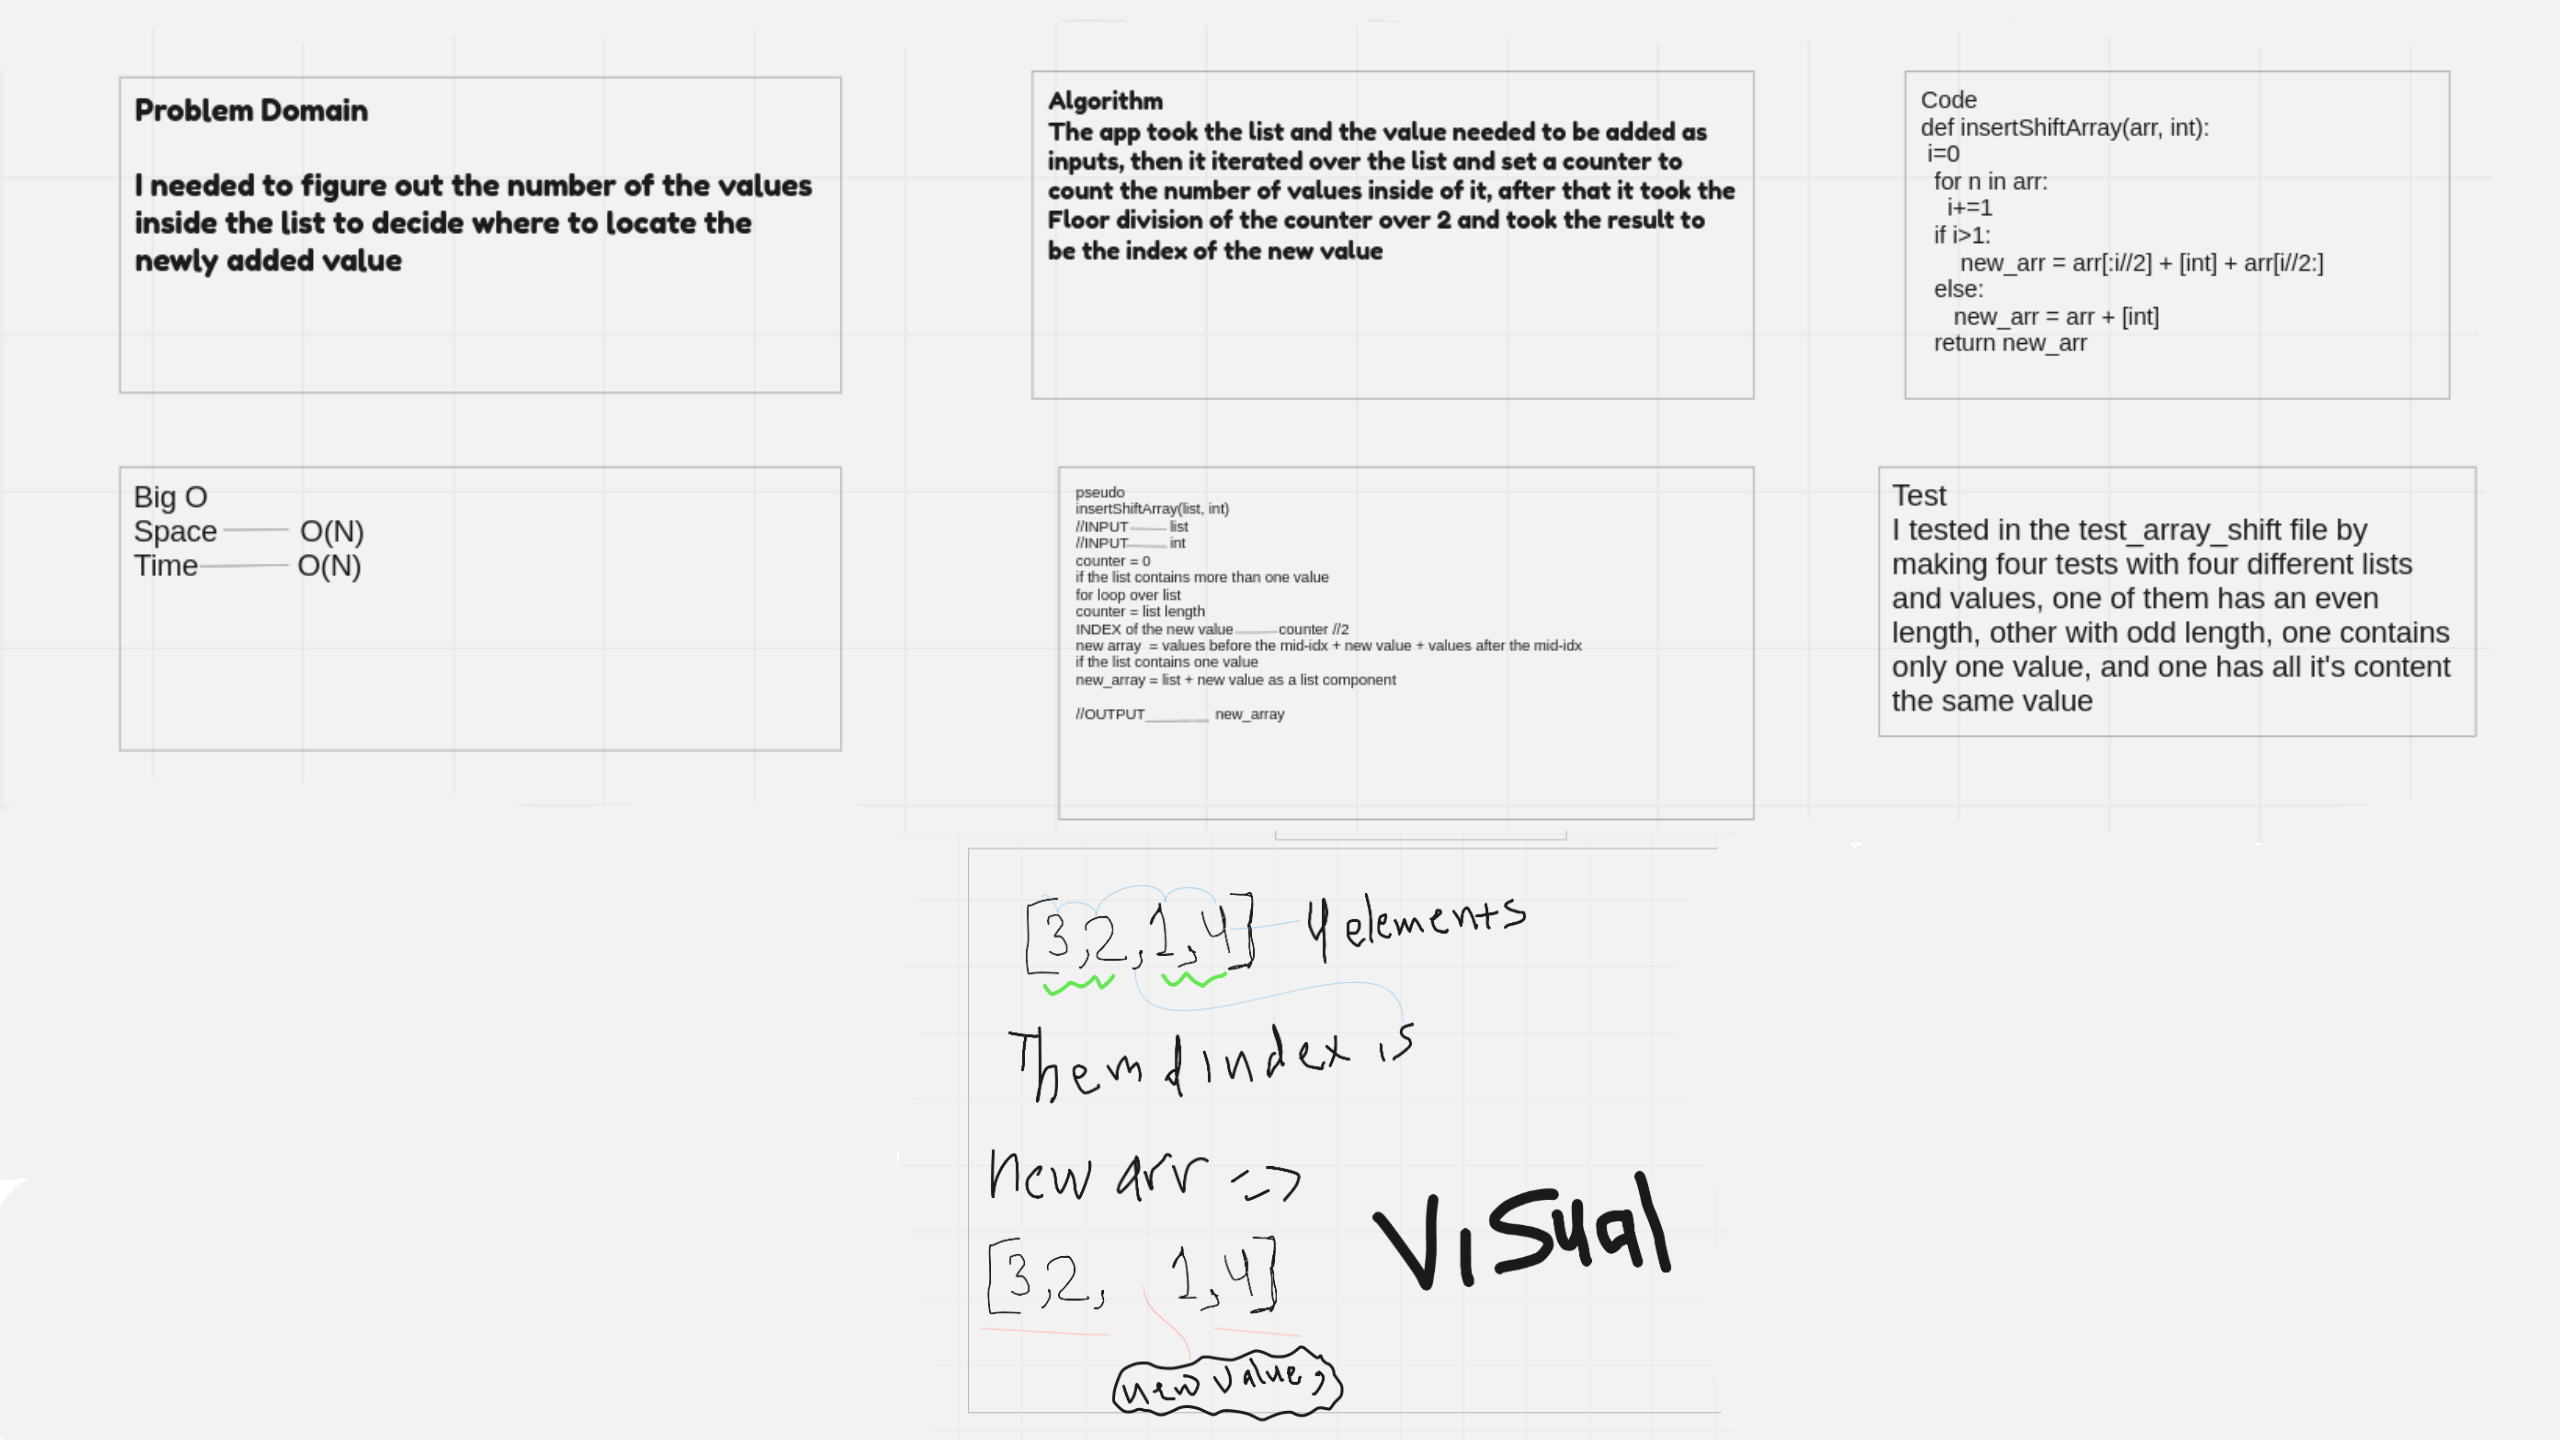 Problem Domain
I needed to figure out the number of the values
inside the list to decide where to locate the
newly added value
Algorithm
The app took the list and the value needed to be added as
inputs, then it iterated over the list and set a counter to
count the number of values inside of it, after that it took the
Floor division of the counter over 2 and took the result to
be the index of the new value
Code
def insertShiftArray(arr, int):
i=0
for n in arr:
i+=1
if i>1:
new_arr = arr[:i//2] + [int] + arr[i//2:]
else:
new_arr = arr + [int]
return new_arr
Big O
Space —— O(N)
Time —— O(N)
pseudo
insertShiftArray(list, int)
//INPUT —— list
//INPUT —— int
counter = 0
if the list contains more than one value
for loop over list
counter = list length
INDEX of the new value —— counter //2
new array  = values before the mid-idx + new value + values after the mid-idx
if the list contains one value
new_array = list + new value as a list component
//OUTPUT________ new_array
Test
I tested in the test_array_shift file by
making four tests with four different lists
and values, one of them has an even
length, other with odd length, one contains
only one value, and one has all it's content
the same value
[3,2,1,4] 4 elements
The md index is
new arr =>
[3,2, 1,4]
new value,
Visual